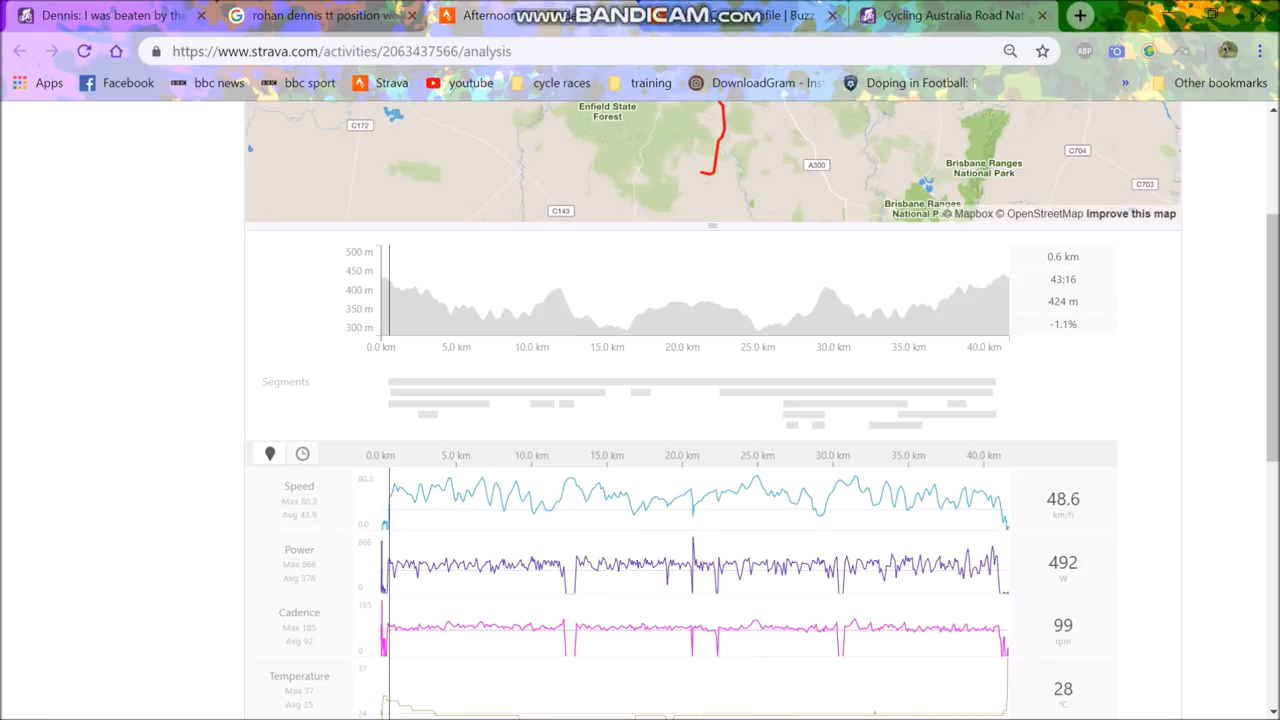 www.BANDICAM.com
Dennis: I was beaten by the
rohan dennis tt position w
Afternoon
ofile | Buzz
Cycling Australia Road Nat
https://www.strava.com/activities/2063437566/analysis
ABP
Apps Facebook bbc news bbc sport Strava youtube cycle races training DownloadGram - Inst Doping in Football: » Other bookmarks
Enfield State
Forest
C172
A300
C704
Brisbane Ranges
National Park
C703
C143
Brisbane Ranges
National P
© Mapbox © OpenStreetMap Improve this map
500 m
450 m
400 m
350 m
300 m
0.6 km
43:16
424 m
-1.1%
0.0 km 5.0 km 10.0 km 15.0 km 20.0 km 25.0 km 30.0 km 35.0 km 40.0 km
Segments
0.0 km 5.0 km 10.0 km 15.0 km 20.0 km 25.0 km 30.0 km 35.0 km 40.0 km
Speed
Max 80.3
Avg 43.9
80.3
0.0
48.6
km/h
Power
Max 866
Avg 376
866
0
492
W
Cadence
Max 185
Avg 92
185
0
99
rpm
Temperature
Max 37
Avg 25
37
24
28
°C